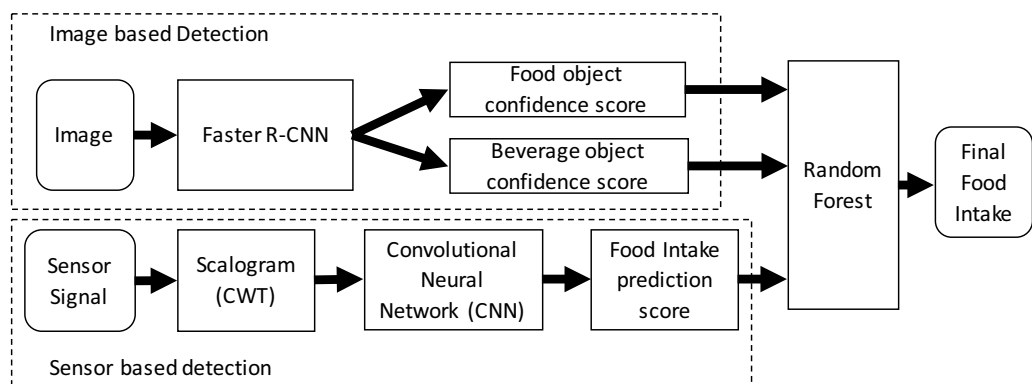 Image based Detection
Image
Faster R-CNN
Food object
confidence score
Beverage object
confidence score
Random
Forest
Final
Food
Intake
Sensor
Signal
Scalogram
(CWT)
Convolutional
Neural
Network (CNN)
Food Intake
prediction
score
Sensor based detection